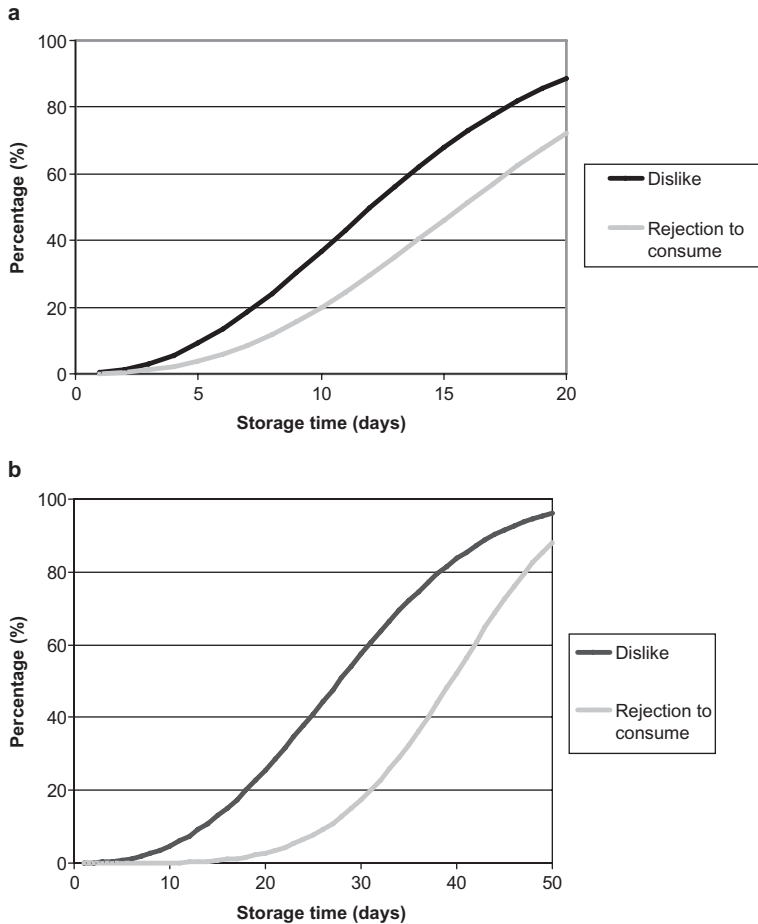 a
100
80
60
40
20
0
Percentage (%)
0 5 10 15 20
Storage time (days)
Dislike
Rejection to
consume
b
100
80
60
40
20
0
Percentage (%)
0 10 20 30 40 50
Storage time (days)
Dislike
Rejection to
consume